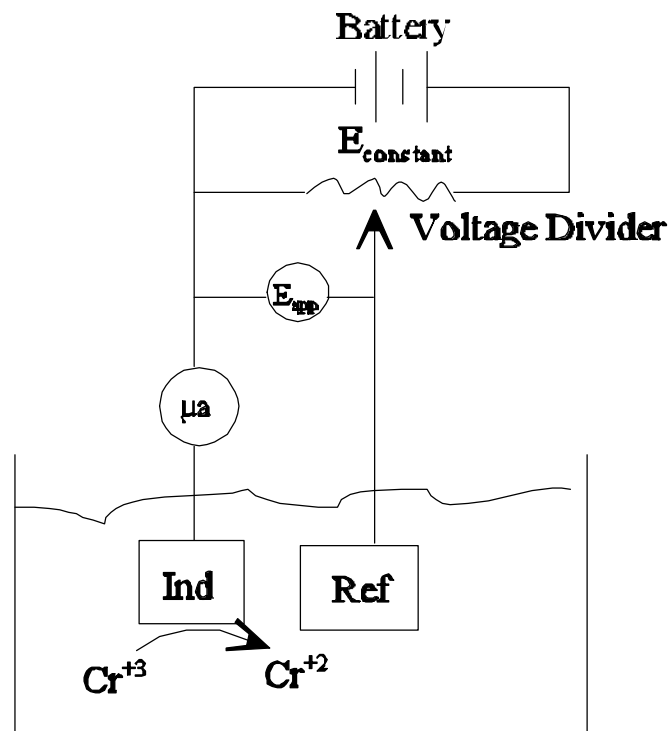 Battery
E_constant
Voltage Divider
E_app
µa
Ind
Ref
Cr⁺³
Cr⁺²